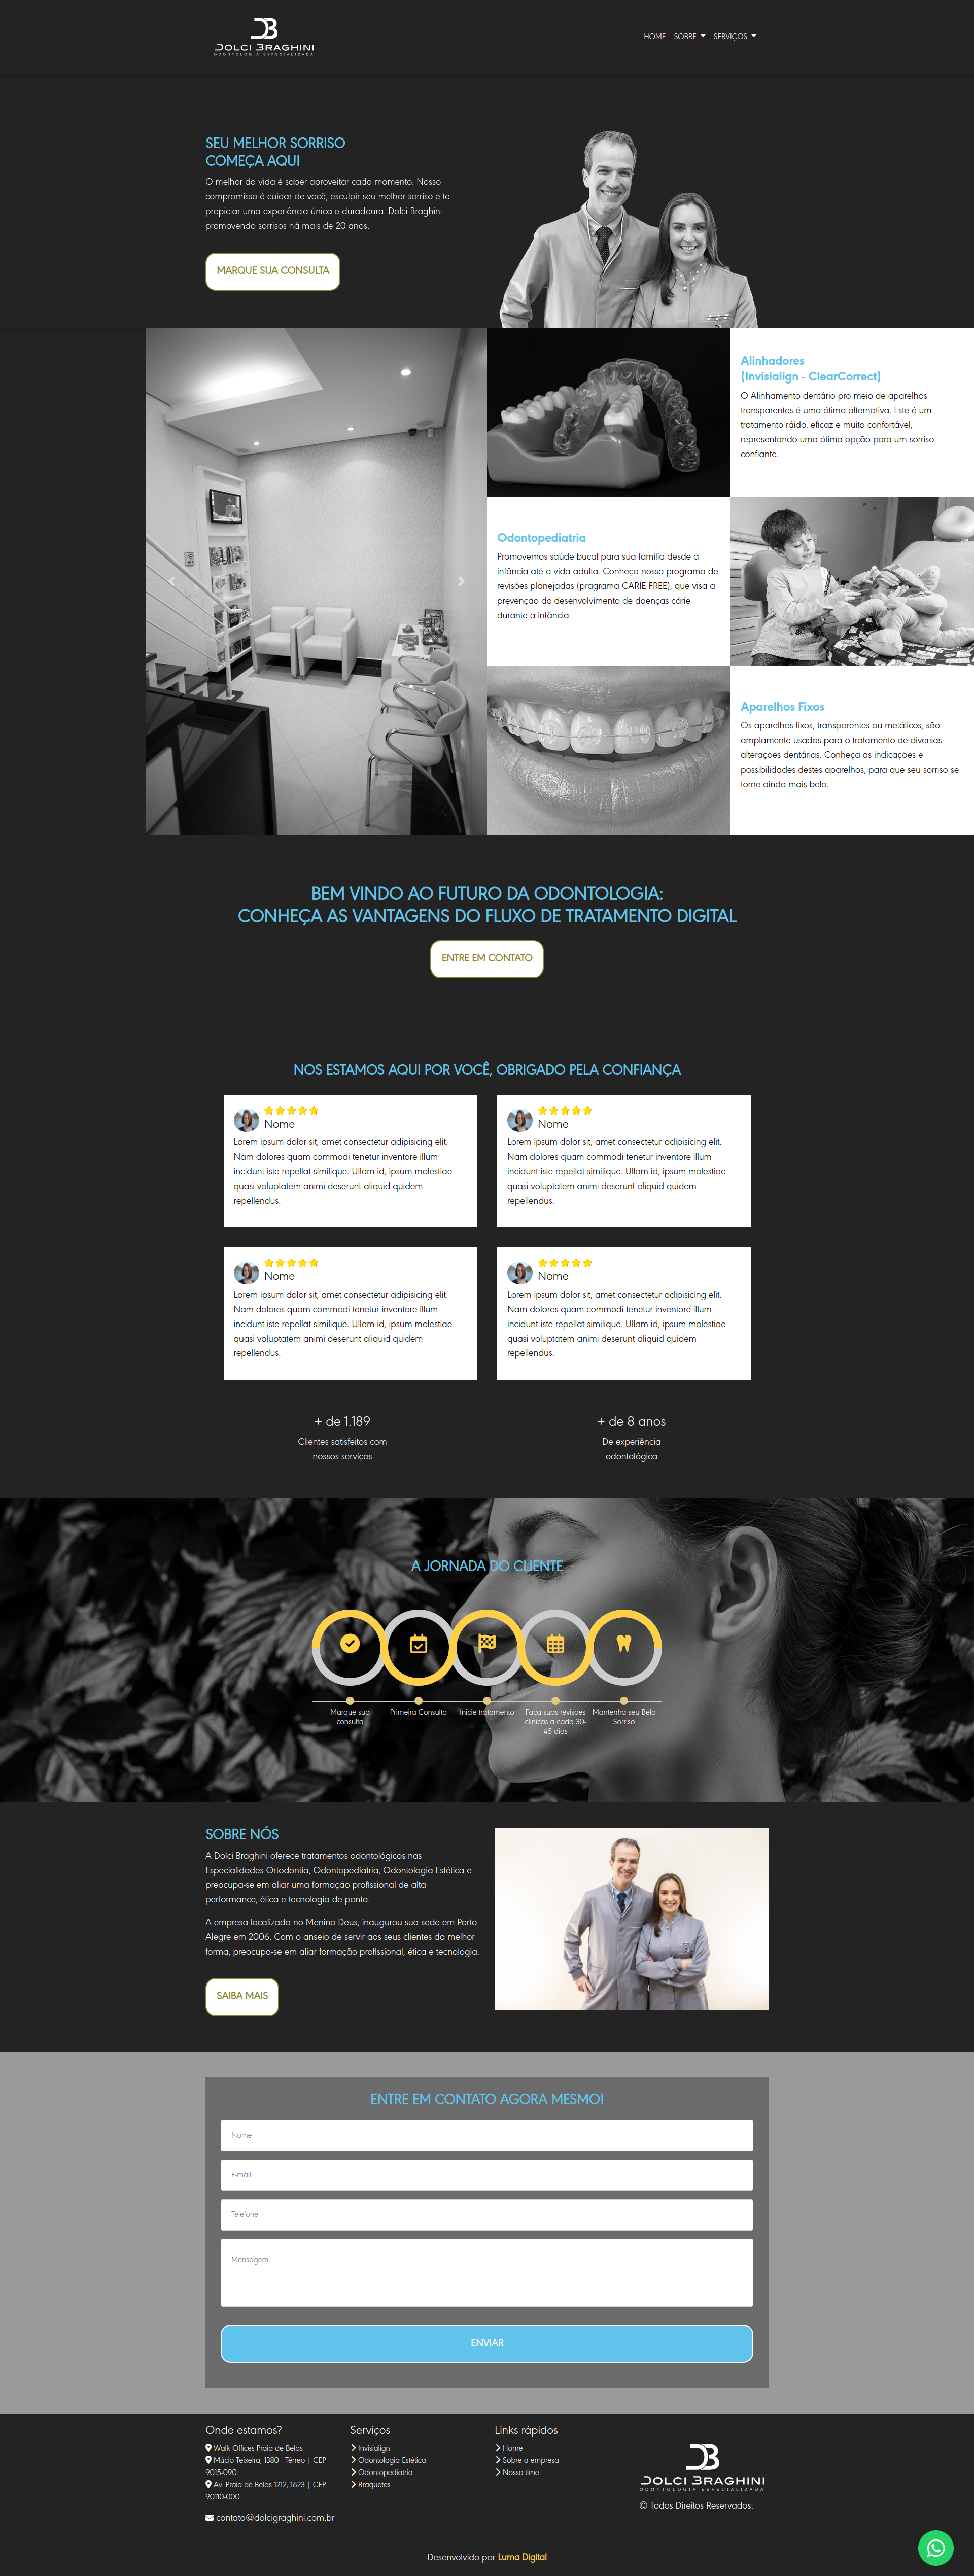 DOLCI BRAGHINI
ODONTOLOGIA ESPECIALIZADA
HOME
SOBRE
SERVIÇOS
SEU MELHOR SORRISO
COMEÇA AQUI
O melhor da vida é saber aproveitar cada momento. Nosso
compromisso é cuidar de você, esculpir seu melhor sorriso e te
propiciar uma experiência única e duradoura. Dolci Braghini
promovendo sorrisos há mais de 20 anos.
MARQUE SUA CONSULTA
Alinhadores
(Invisialign - ClearCorrect)
O Alinhamento dentário pro meio de aparelhos
transparentes é uma ótima alternativa. Este é um
tratamento ráido, eficaz e muito confortável,
representando uma ótima opção para um sorriso
confiante.
Odontopediatria
Promovemos saúde bucal para sua família desde a
infância até a vida adulta. Conheça nosso programa de
revisões planejadas (pragrama CARIE FREE), que visa a
prevenção do desenvolvimento de doenças cárie
durante a infância.
Aparelhos Fixos
Os aparelhos fixos, transparentes ou metálicos, são
amplamente usados para o tratamento de diversas
alterações dentárias. Conheça as indicações e
possibilidades destes aparelhos, para que seu sorriso se
torne ainda mais belo.
BEM VINDO AO FUTURO DA ODONTOLOGIA:
CONHEÇA AS VANTAGENS DO FLUXO DE TRATAMENTO DIGITAL
ENTRE EM CONTATO
NOS ESTAMOS AQUI POR VOCÊ, OBRIGADO PELA CONFIANÇA
Nome
Lorem ipsum dolor sit, amet consectetur adipisicing elit.
Nam dolores quam commodi tenetur inventore illum
incidunt iste repellat similique. Ullam id, ipsum molestiae
quasi voluptatem animi deserunt aliquid quidem
repellendus.
Nome
Lorem ipsum dolor sit, amet consectetur adipisicing elit.
Nam dolores quam commodi tenetur inventore illum
incidunt iste repellat similique. Ullam id, ipsum molestiae
quasi voluptatem animi deserunt aliquid quidem
repellendus.
Nome
Lorem ipsum dolor sit, amet consectetur adipisicing elit.
Nam dolores quam commodi tenetur inventore illum
incidunt iste repellat similique. Ullam id, ipsum molestiae
quasi voluptatem animi deserunt aliquid quidem
repellendus.
Nome
Lorem ipsum dolor sit, amet consectetur adipisicing elit.
Nam dolores quam commodi tenetur inventore illum
incidunt iste repellat similique. Ullam id, ipsum molestiae
quasi voluptatem animi deserunt aliquid quidem
repellendus.
+ de 1.189
Clientes satisfeitos com
nossos serviços
+ de 8 anos
De experiência
odontológica
A JORNADA DO CLIENTE
Marque sua
consulta
Primeira Consulta
Inicie tratamento
Faca suas revisoes
clinicas a cada 30-
45 dias
Mantenha seu Belo
Sorriso
SOBRE NÓS
A Dolci Braghini oferece tratamentos odontológicos nas
Especialidades Ortodontia, Odontopediatria, Odontologia Estética e
preocupa-se em aliar uma formação profissional de alta
performance, ética e tecnologia de ponta.
A empresa localizada no Menino Deus, inaugurou sua sede em Porto
Alegre em 2006. Com o anseio de servir aos seus clientes da melhor
forma, preocupa-se em aliar formação profissional, ética e tecnologia.
SAIBA MAIS
ENTRE EM CONTATO AGORA MESMO!
Nome
E-mail
Telefone
Mensagem
ENVIAR
Onde estamos?
Walk Offices Praia de Belas
Múcio Teixeira, 1380 - Térreo | CEP
9015-090
Av. Praia de Belas 1212, 1623 | CEP
90110-000
contato@dolcigraghini.com.br
Serviços
Invisialign
Odontologia Estética
Odontopediatria
Braquetes
Links rápidos
Home
Sobre a empresa
Nosso time
DOLCI BRAGHINI
ODONTOLOGIA ESPECIALIZADA
© Todos Direitos Reservados.
Desenvolvido por Luma Digital